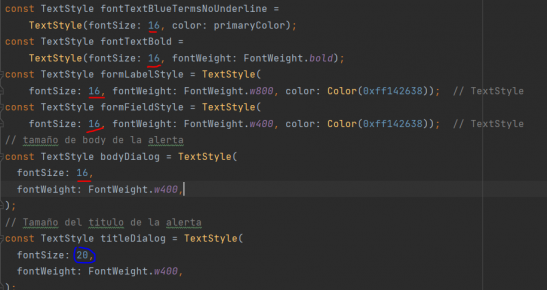 const TextStyle fontTextBlueTermsNoUnderline =
TextStyle(fontSize: 16, color: primaryColor);
const TextStyle fontTextBold =
TextStyle(fontSize: 16, fontWeight: FontWeight.bold);
const TextStyle formLabelStyle = TextStyle(
fontSize: 16, fontWeight: FontWeight.w800, color: Color(0xff142638)); // TextStyle
const TextStyle formFieldStyle = TextStyle(
fontSize: 16, fontWeight: FontWeight.w400, color: Color(0xff142638)); // TextStyle
// tamaño de body de la alerta
const TextStyle bodyDialog = TextStyle(
fontSize: 16,
fontWeight: FontWeight.w400,
);
// Tamaño del titulo de la alerta
const TextStyle titleDialog = TextStyle(
fontSize: 20,
fontWeight: FontWeight.w400,
);